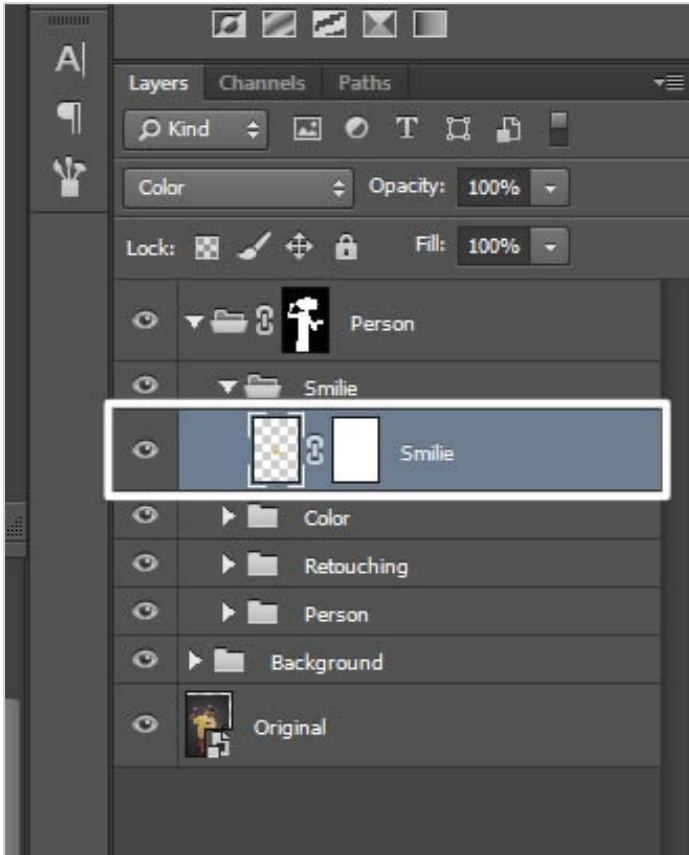 A|
Layers Channels Paths
Kind T
Color Opacity: 100%
Lock: Fill: 100%
Person
Smilie
Smilie
Color
Retouching
Person
Background
Original